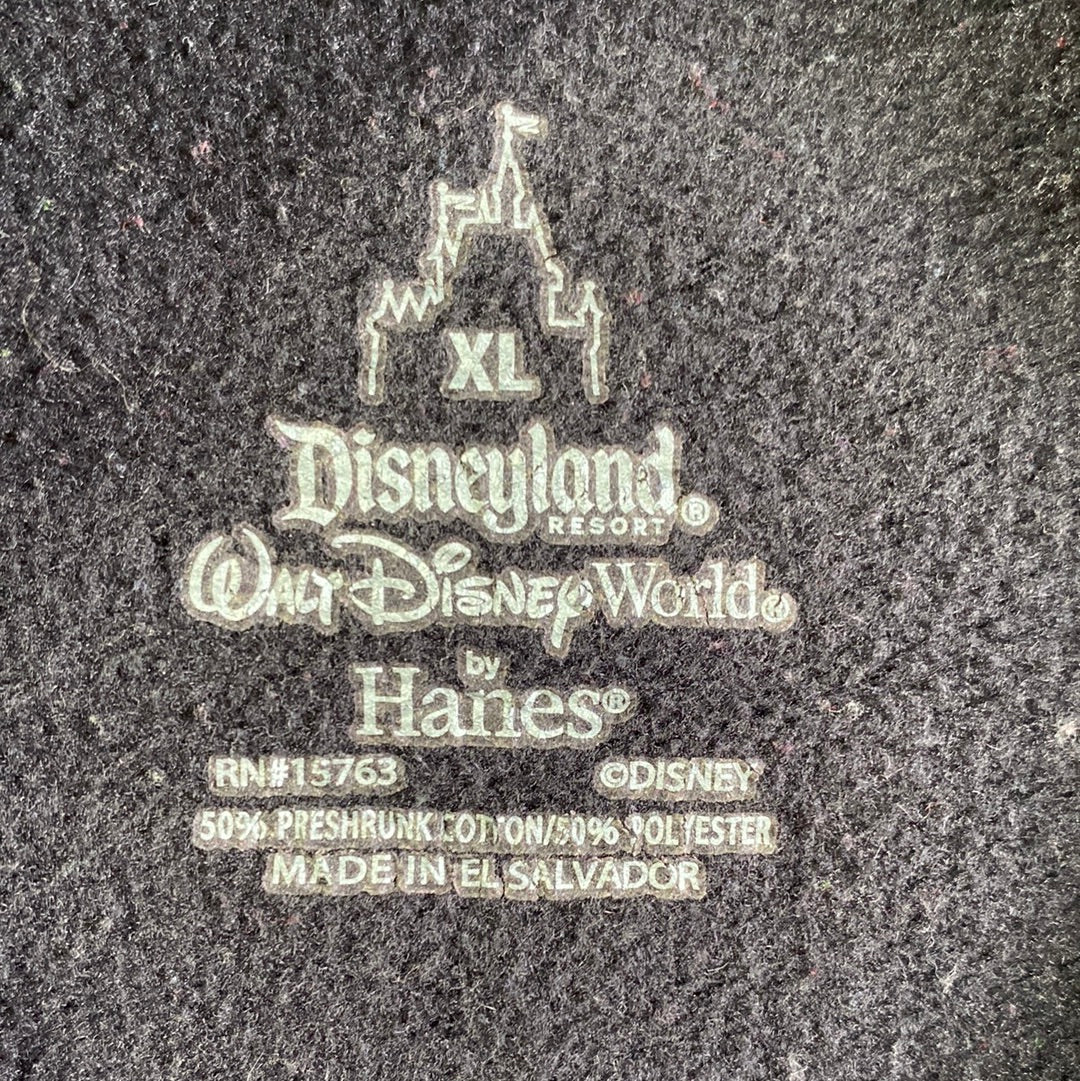 XL
Disneyland®
RESORT
WALT DISNEY World®
by
Hanes®
RN#15763 ©DISNEY
50% PRESHRUNK COTTON/50% POLYESTER
MADE IN EL SALVADOR